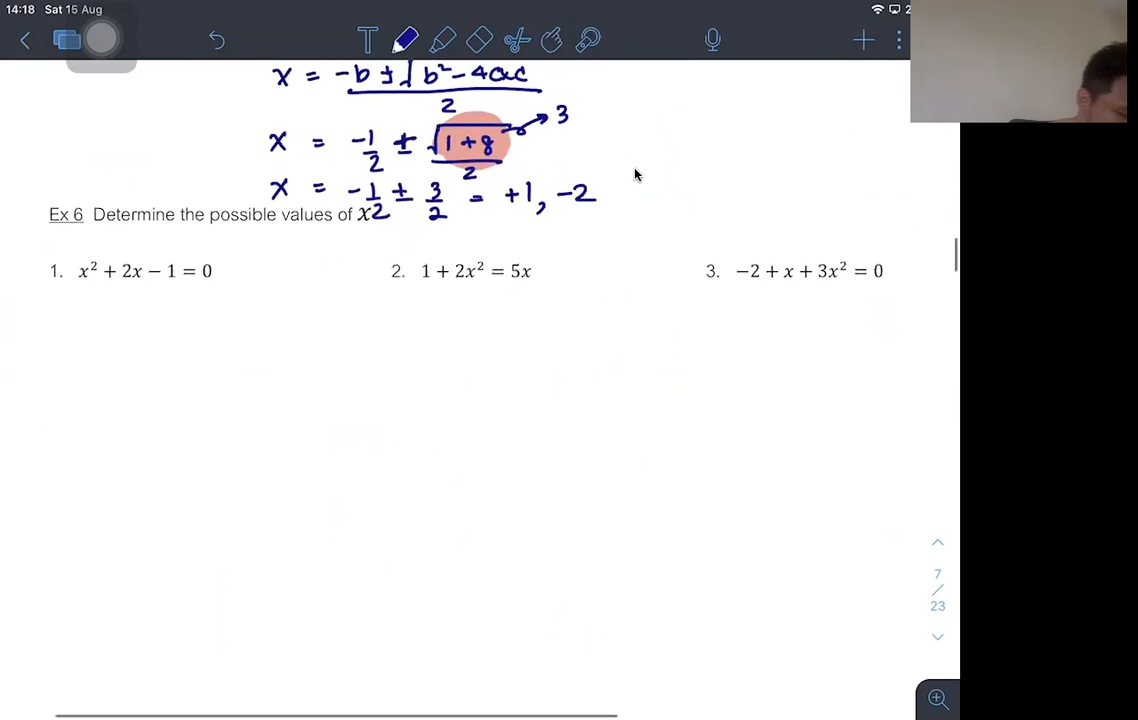 14:18 Sat 15 Aug
2
T
x = -b ± √b² - 4ac
2
x = -1/2 ± √1 + 8/2 → 3
x = -1/2 ± 3/2 = +1, -2
Ex 6 Determine the possible values of x
1. x² + 2x − 1 = 0 2. 1 + 2x² = 5x 3. −2 + x + 3x² = 0
7
/
23